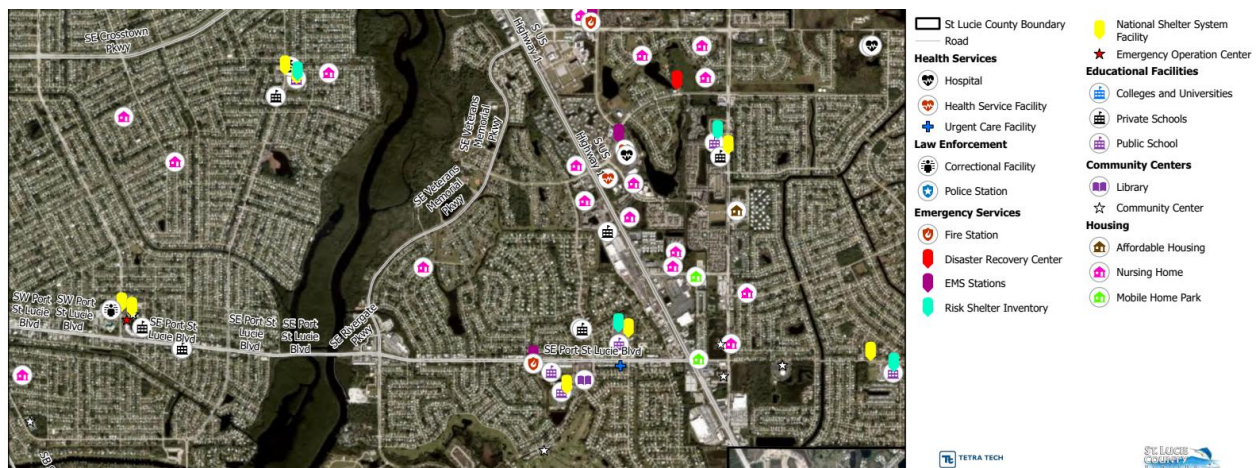 SE Crosstown
Pkwy
S US
Highway 1
SE Veterans
Memorial
Pkwy
S US
Highway 1
SE Veterans
Memorial
Pkwy
SW Port
St Lucie
Blvd
SW Port
St Lucie
Blvd
SE Port St
Lucie Blvd
SE Port St
Lucie
Blvd
SE Port
St Lucie
Blvd
SE Rivergate
Pkwy
SE Port St Lucie Blvd
St Lucie County Boundary
Road
Health Services
Hospital
Health Service Facility
Urgent Care Facility
Law Enforcement
Correctional Facility
Police Station
Emergency Services
Fire Station
Disaster Recovery Center
EMS Stations
Risk Shelter Inventory
National Shelter System
Facility
Emergency Operation Center
Educational Facilities
Colleges and Universities
Private Schools
Public School
Community Centers
Library
Community Center
Housing
Affordable Housing
Nursing Home
Mobile Home Park
TETRA TECH
ST. LUCIE
COUNTY